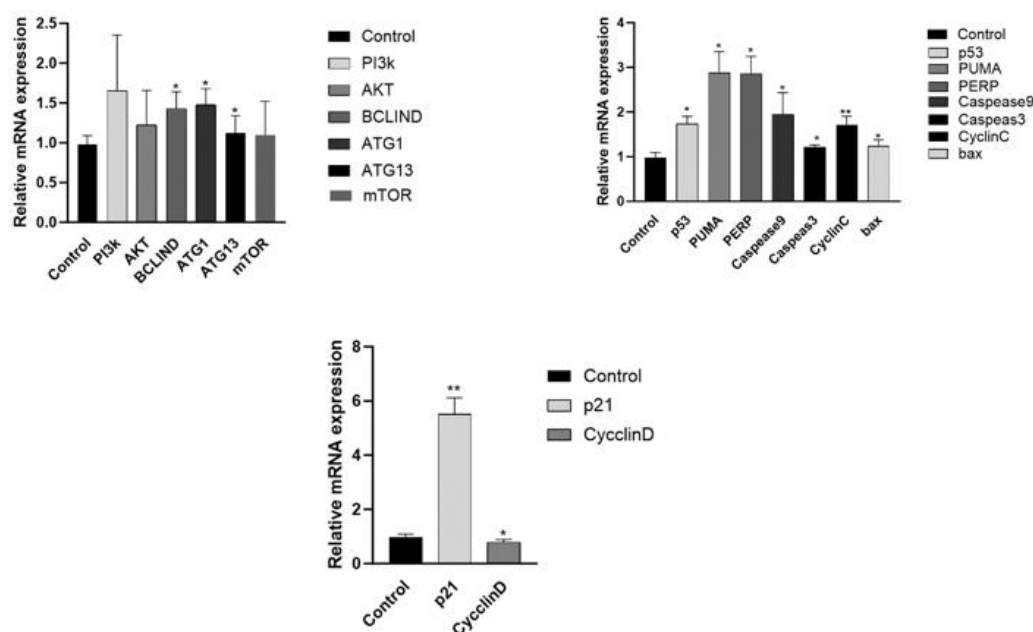 Relative mRNA expression
2.5
2.0
1.5
1.0
0.5
0.0
*
*
*
Control
PI3k
AKT
BCLIND
ATG1
ATG13
mTOR
Control
PI3k
AKT
BCLIND
ATG1
ATG13
mTOR
Relative mRNA expression
4
3
2
1
0
*
*
*
*
*
**
*
Control
p53
PUMA
PERP
Caspease9
Caspeas3
CyclinC
bax
Control
p53
PUMA
PERP
Caspease9
Caspeas3
CyclinC
bax
Relative mRNA expression
8
6
4
2
0
**
*
Control
p21
CycclinD
Control
p21
CycclinD